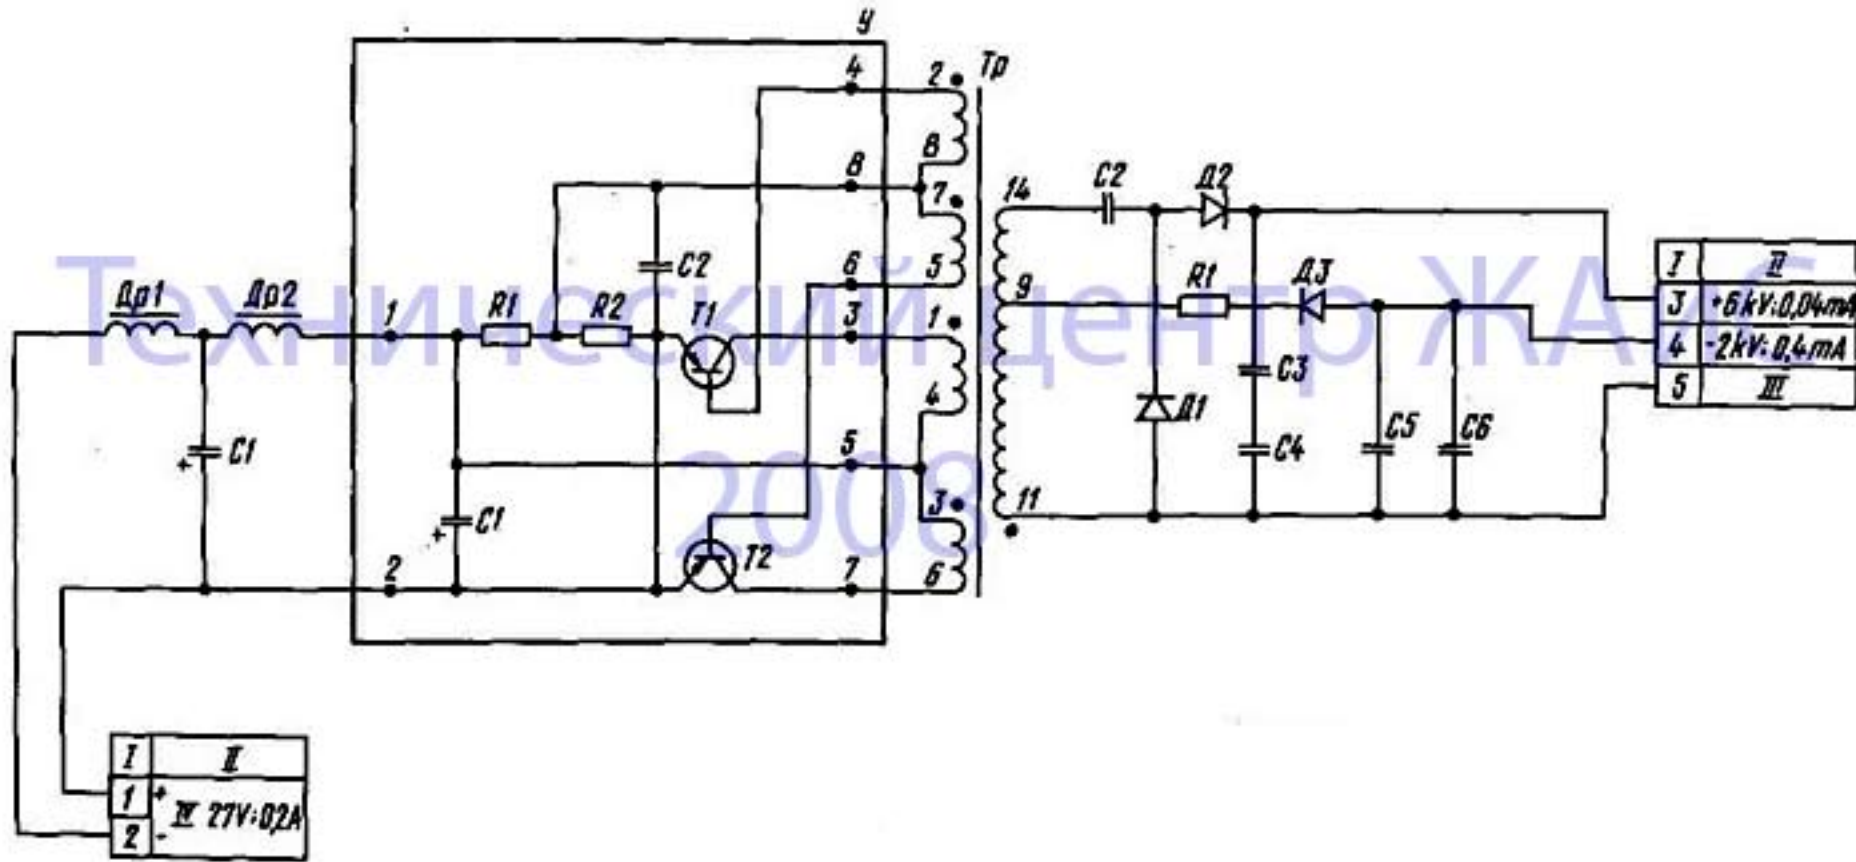 У
4
2
Тр
8
8
14
С2
Д2
7
6
5
С2
9
R1
Д3
I II
Др1
Др2
1
R1
R2
Т1
3
1
3 +6kV; 0,04mA
4 -2kV; 0,4mA
5 III
4
С3
Д1
+ С1
5
С4
С5
С6
3
11
+ С1
Т2
2
7
6
Технический центр ЖАиС
2008
I II
1 +
IV 27V; 0,2A
2 -